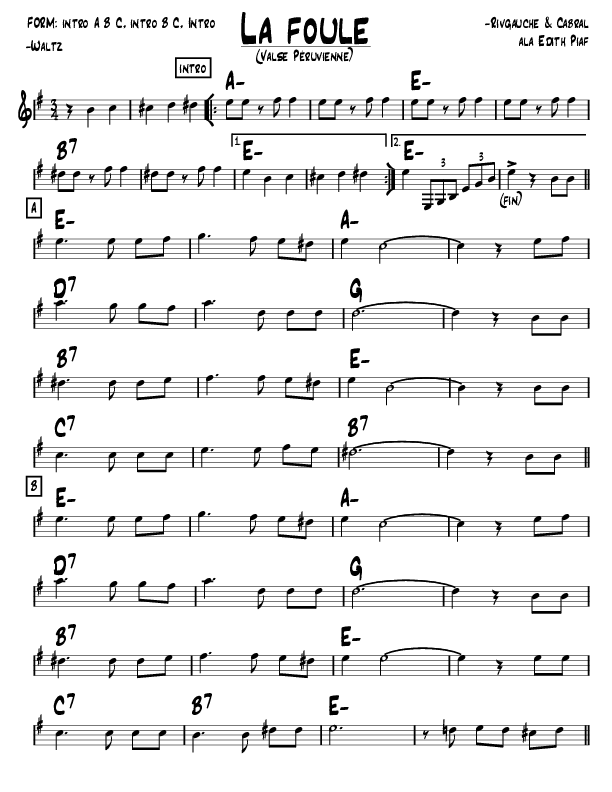 La foule
(Valse Peruvienne)
FORM: intro A B C. intro B C. Intro
-Waltz
-Rivgauche & Cabral
ala Edith Piaf
intro
A- E-
3
4
B7 1. E- 2. E-
3 3
(fin)
A
E- A-
D7 G
B7 E-
C7 B7
B
E- A-
D7 G
B7 E-
C7 B7 E-